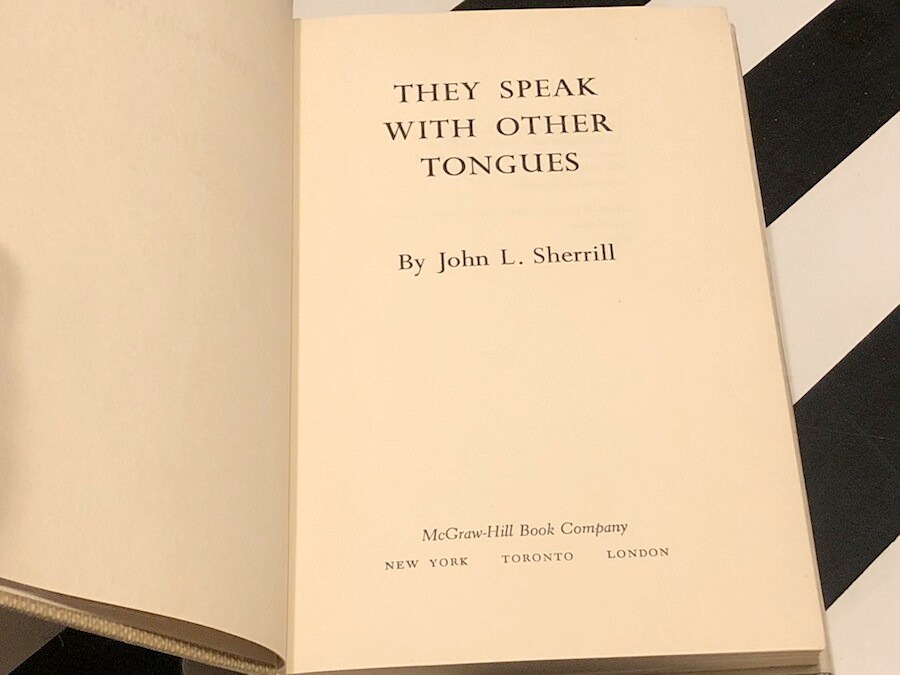 THEY SPEAK
WITH OTHER
TONGUES
By John L. Sherrill
McGraw-Hill Book Company
NEW YORK TORONTO LONDON